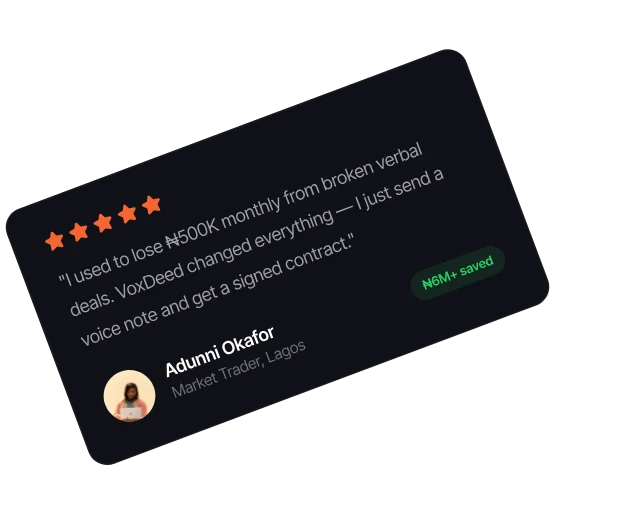 "I used to lose ₦500K monthly from broken verbal
deals. VoxDeed changed everything — I just send a
voice note and get a signed contract."
Adunni Okafor
Market Trader, Lagos
₦6M+ saved